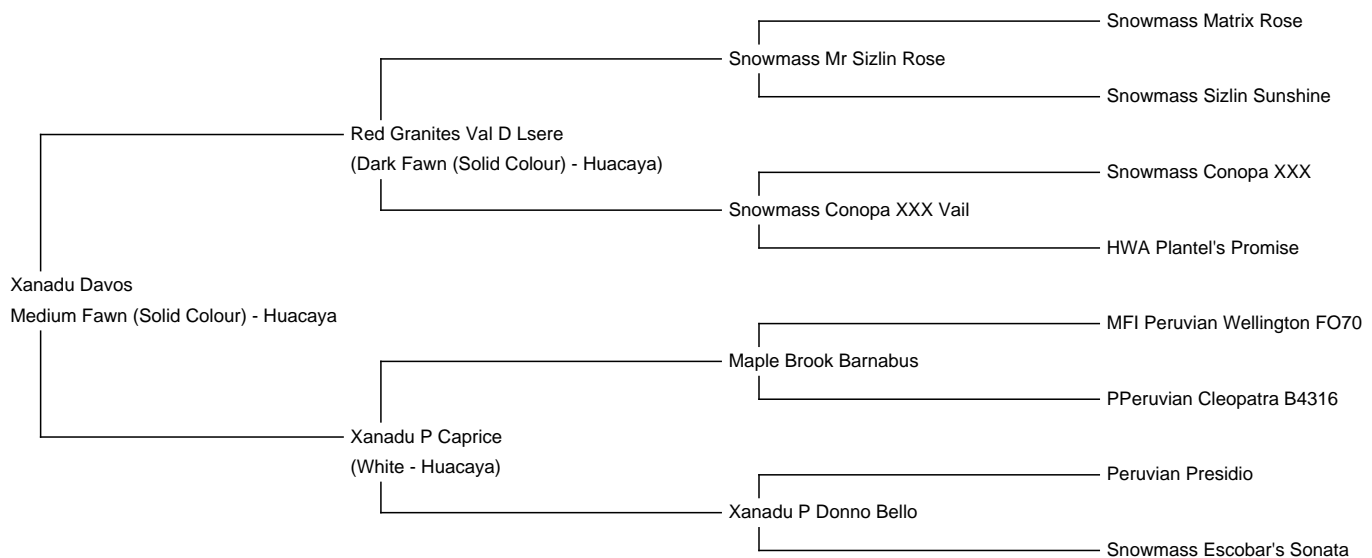 Snowmass Matrix Rose
Snowmass Mr Sizlin Rose
Snowmass Sizlin Sunshine
Red Granites Val D Lsere
(Dark Fawn (Solid Colour) - Huacaya)
Snowmass Conopa XXX
Snowmass Conopa XXX Vail
HWA Plantel's Promise
Xanadu Davos
Medium Fawn (Solid Colour) - Huacaya
MFI Peruvian Wellington FO70
Maple Brook Barnabus
PPeruvian Cleopatra B4316
Xanadu P Caprice
(White - Huacaya)
Peruvian Presidio
Xanadu P Donno Bello
Snowmass Escobar's Sonata